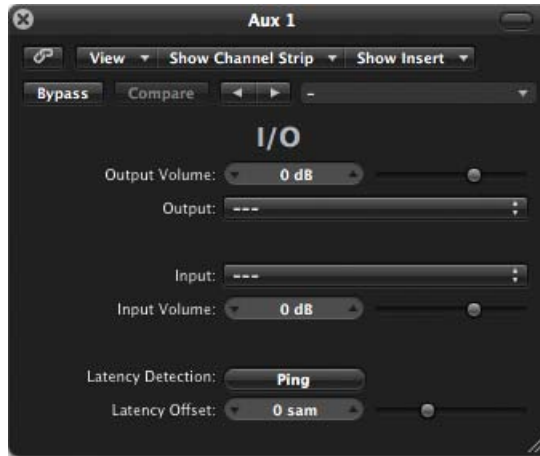 Aux 1
View Show Channel Strip Show Insert
Bypass Compare -
I/O
Output Volume: 0 dB
Output: ---
Input: ---
Input Volume: 0 dB
Latency Detection: Ping
Latency Offset: 0 sam